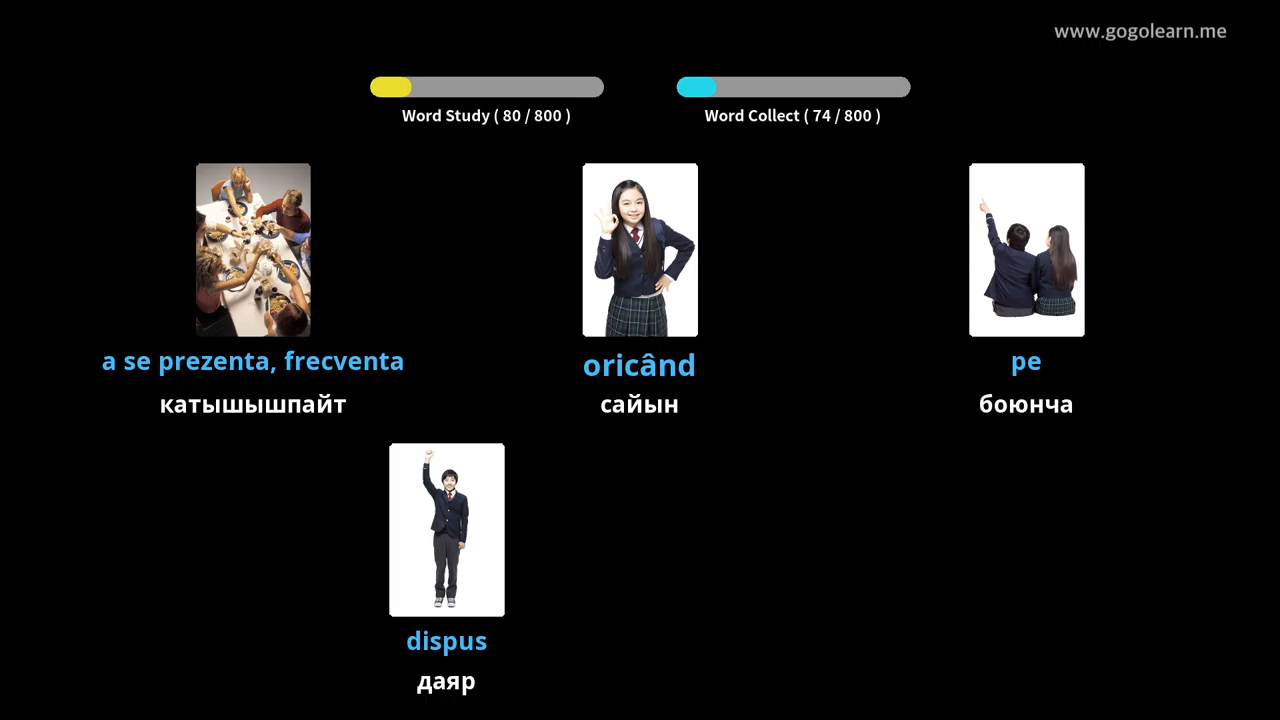 www.gogolearn.me
Word Study ( 80 / 800 )
Word Collect ( 74 / 800 )
a se prezenta, frecventa
катышышпайт
oricând
сайын
pe
боюнча
dispus
даяр